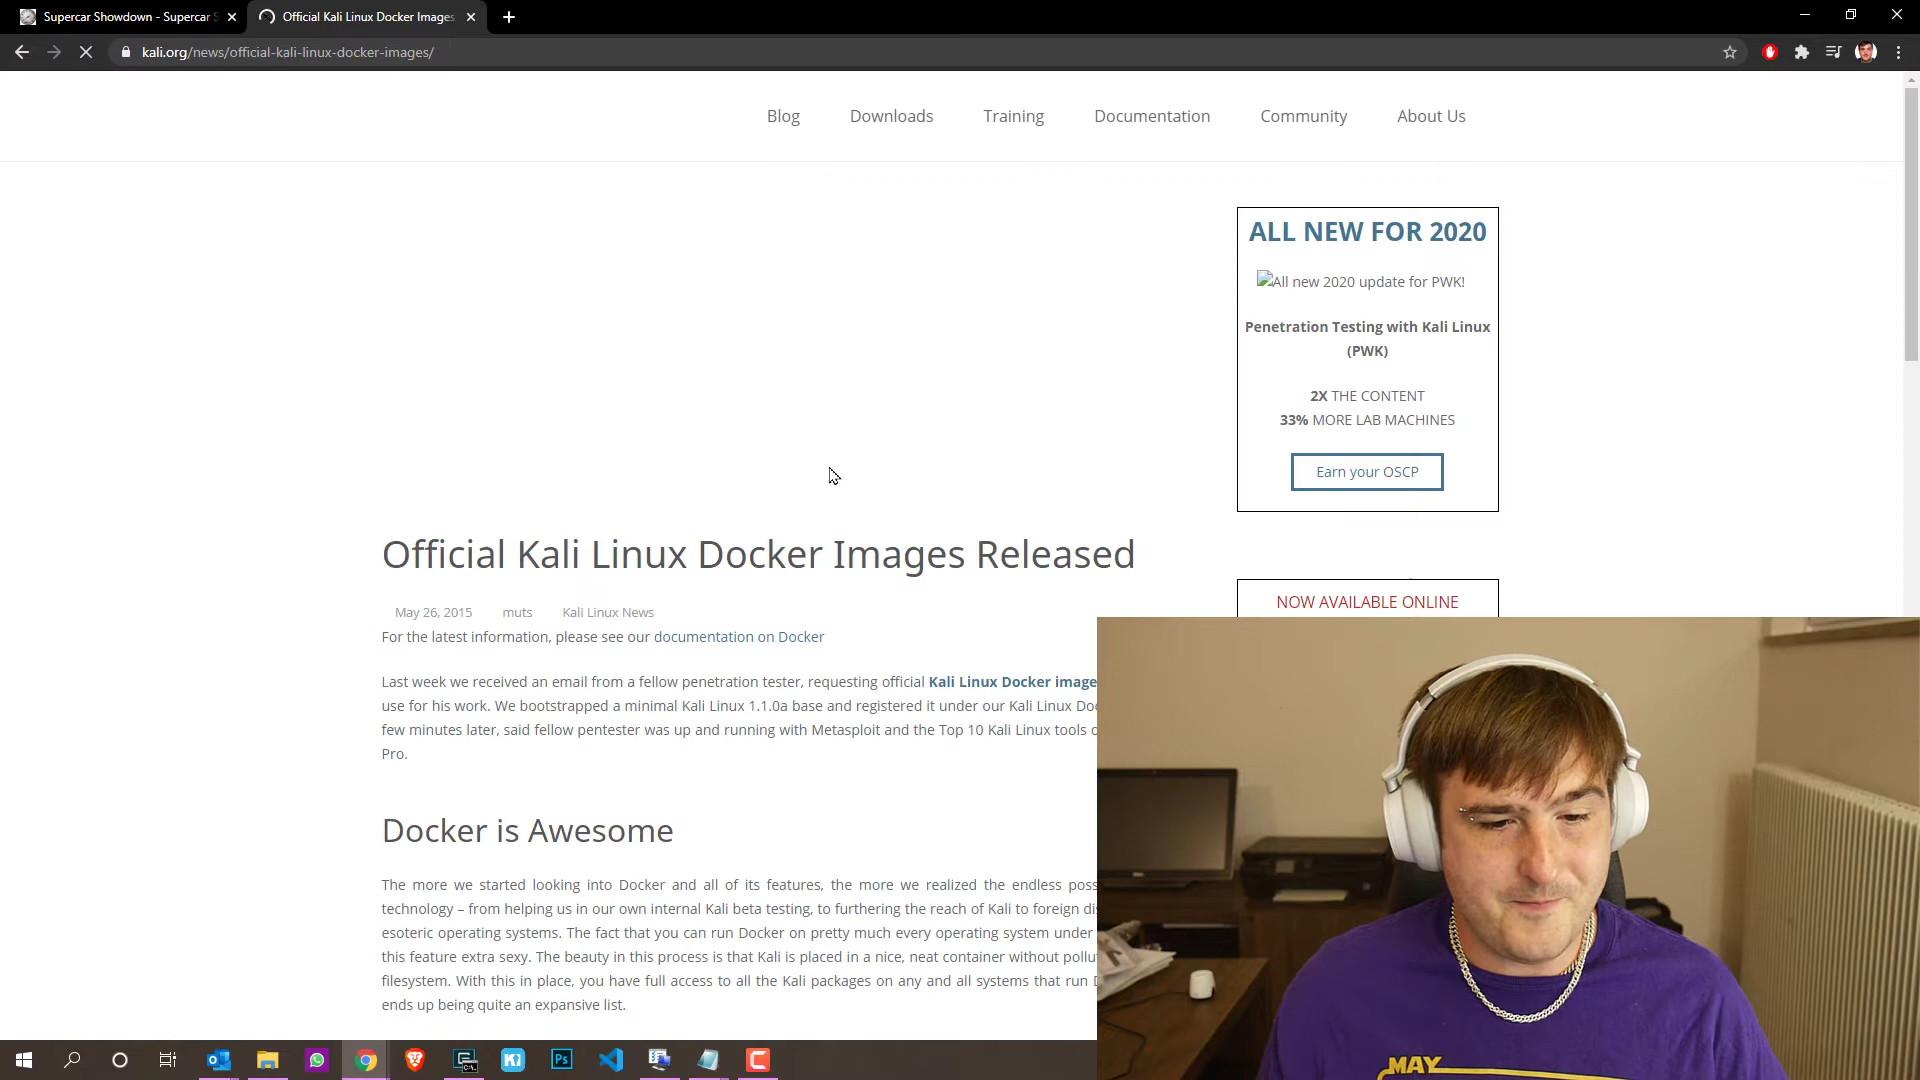 Supercar Showdown - Supercar S
Official Kali Linux Docker Images
kali.org/news/official-kali-linux-docker-images/
Blog
Downloads
Training
Documentation
Community
About Us
ALL NEW FOR 2020
All new 2020 update for PWK!
Penetration Testing with Kali Linux
(PWK)
2X THE CONTENT
33% MORE LAB MACHINES
Earn your OSCP
NOW AVAILABLE ONLINE
Official Kali Linux Docker Images Released
May 26, 2015 muts Kali Linux News
For the latest information, please see our documentation on Docker
Last week we received an email from a fellow penetration tester, requesting official Kali Linux Docker image
use for his work. We bootstrapped a minimal Kali Linux 1.1.0a base and registered it under our Kali Linux Doc
few minutes later, said fellow pentester was up and running with Metasploit and the Top 10 Kali Linux tools o
Pro.
Docker is Awesome
The more we started looking into Docker and all of its features, the more we realized the endless poss
technology – from helping us in our own internal Kali beta testing, to furthering the reach of Kali to foreign dis
esoteric operating systems. The fact that you can run Docker on pretty much every operating system under
this feature extra sexy. The beauty in this process is that Kali is placed in a nice, neat container without pollu
filesystem. With this in place, you have full access to all the Kali packages on any and all systems that run D
ends up being quite an expansive list.
MAY
C:\
K
Ps